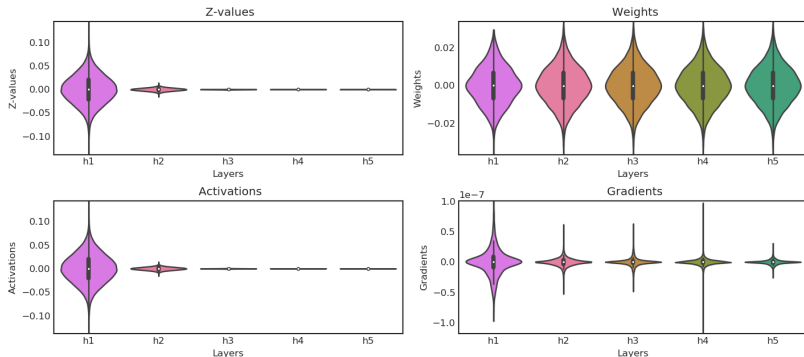 Z-values
Z-values
0.10
0.05
0.00
−0.05
−0.10
h1 h2 h3 h4 h5
Layers
Weights
Weights
0.02
0.00
−0.02
h1 h2 h3 h4 h5
Layers
Activations
Activations
0.10
0.05
0.00
−0.05
−0.10
h1 h2 h3 h4 h5
Layers
Gradients
1e−7
Gradients
1.0
0.5
0.0
−0.5
−1.0
h1 h2 h3 h4 h5
Layers